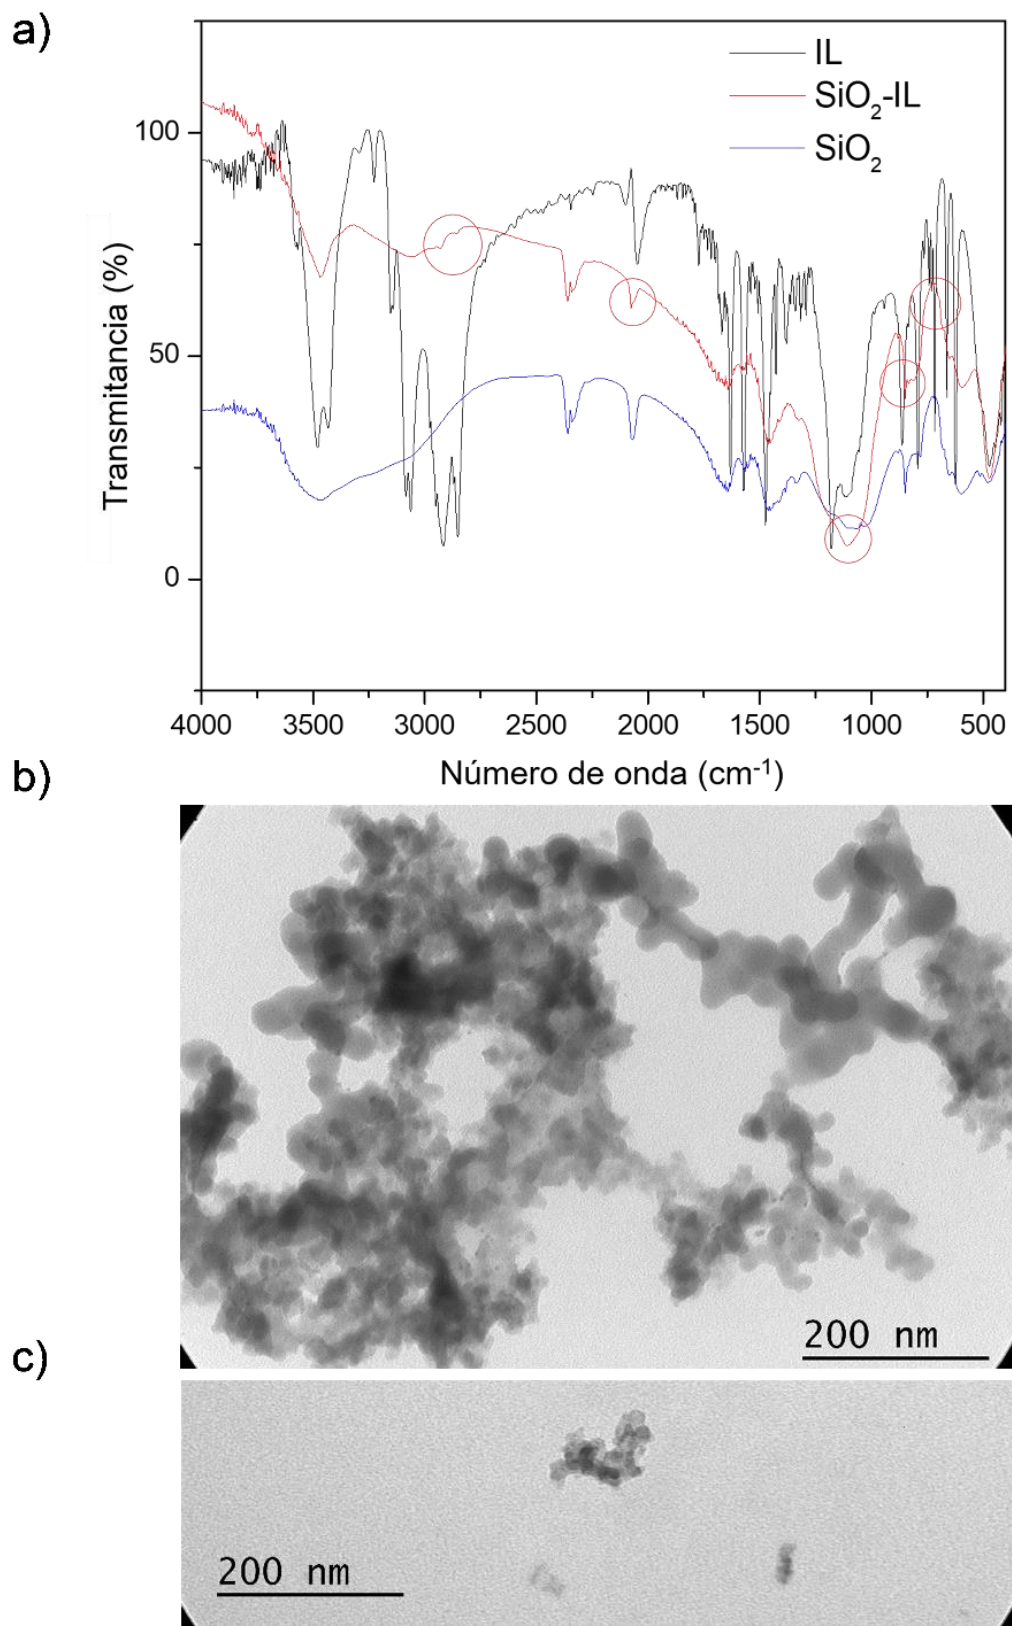 a)
IL
SiO2-IL
SiO2
Transmitancia (%)
100
50
0
4000 3500 3000 2500 2000 1500 1000 500
Número de onda (cm-1)
b)
200 nm
c)
200 nm